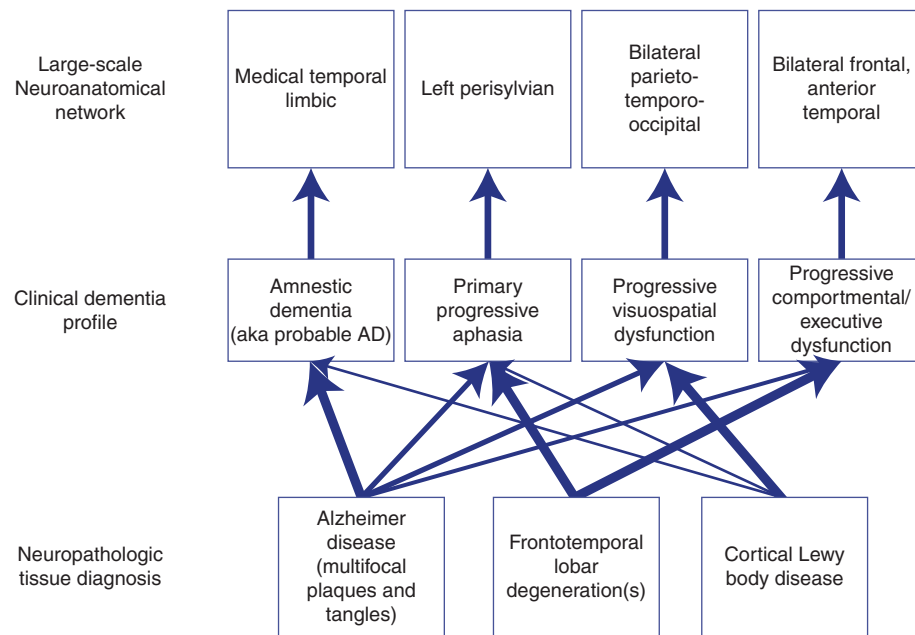 Large-scale
Neuroanatomical
network
Medical temporal
limbic
Left perisylvian
Bilateral
parieto-
temporo-
occipital
Bilateral frontal,
anterior
temporal
Clinical dementia
profile
Amnestic
dementia
(aka probable AD)
Primary
progressive
aphasia
Progressive
visuospatial
dysfunction
Progressive
comportmental/
executive
dysfunction
Neuropathologic
tissue diagnosis
Alzheimer
disease
(multifocal
plaques and
tangles)
Frontotemporal
lobar
degeneration(s)
Cortical Lewy
body disease